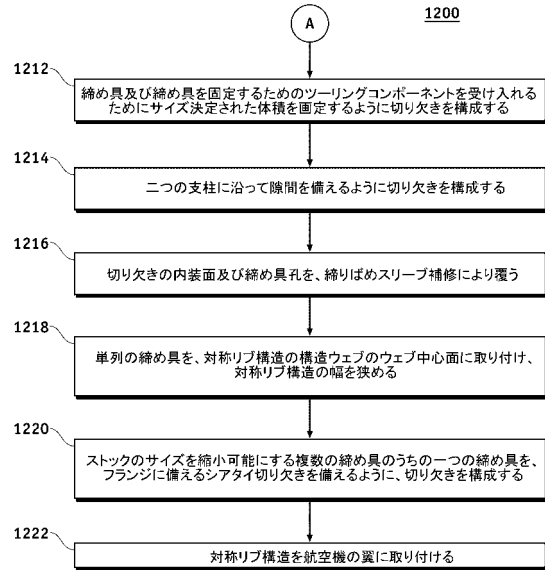 A
1200
1212
締め具及び締め具を固定するためのツーリングコンポーネントを受け入れる
ためにサイズ決定された体積を画定するように切り欠きを構成する
1214
二つの支柱に沿って隙間を備えるように切り欠きを構成する
1216
切り欠きの内装面及び締め具孔を、締りばめスリーブ補修により覆う
1218
単列の締め具を、対称リブ構造の構造ウェブのウェブ中心面に取り付け、
対称リブ構造の幅を狭める
1220
ストックのサイズを縮小可能にする複数の締め具のうちの一つの締め具を、
フランジに備えるシアタイ切り欠きを備えるように、切り欠きを構成する
1222
対称リブ構造を航空機の翼に取り付ける